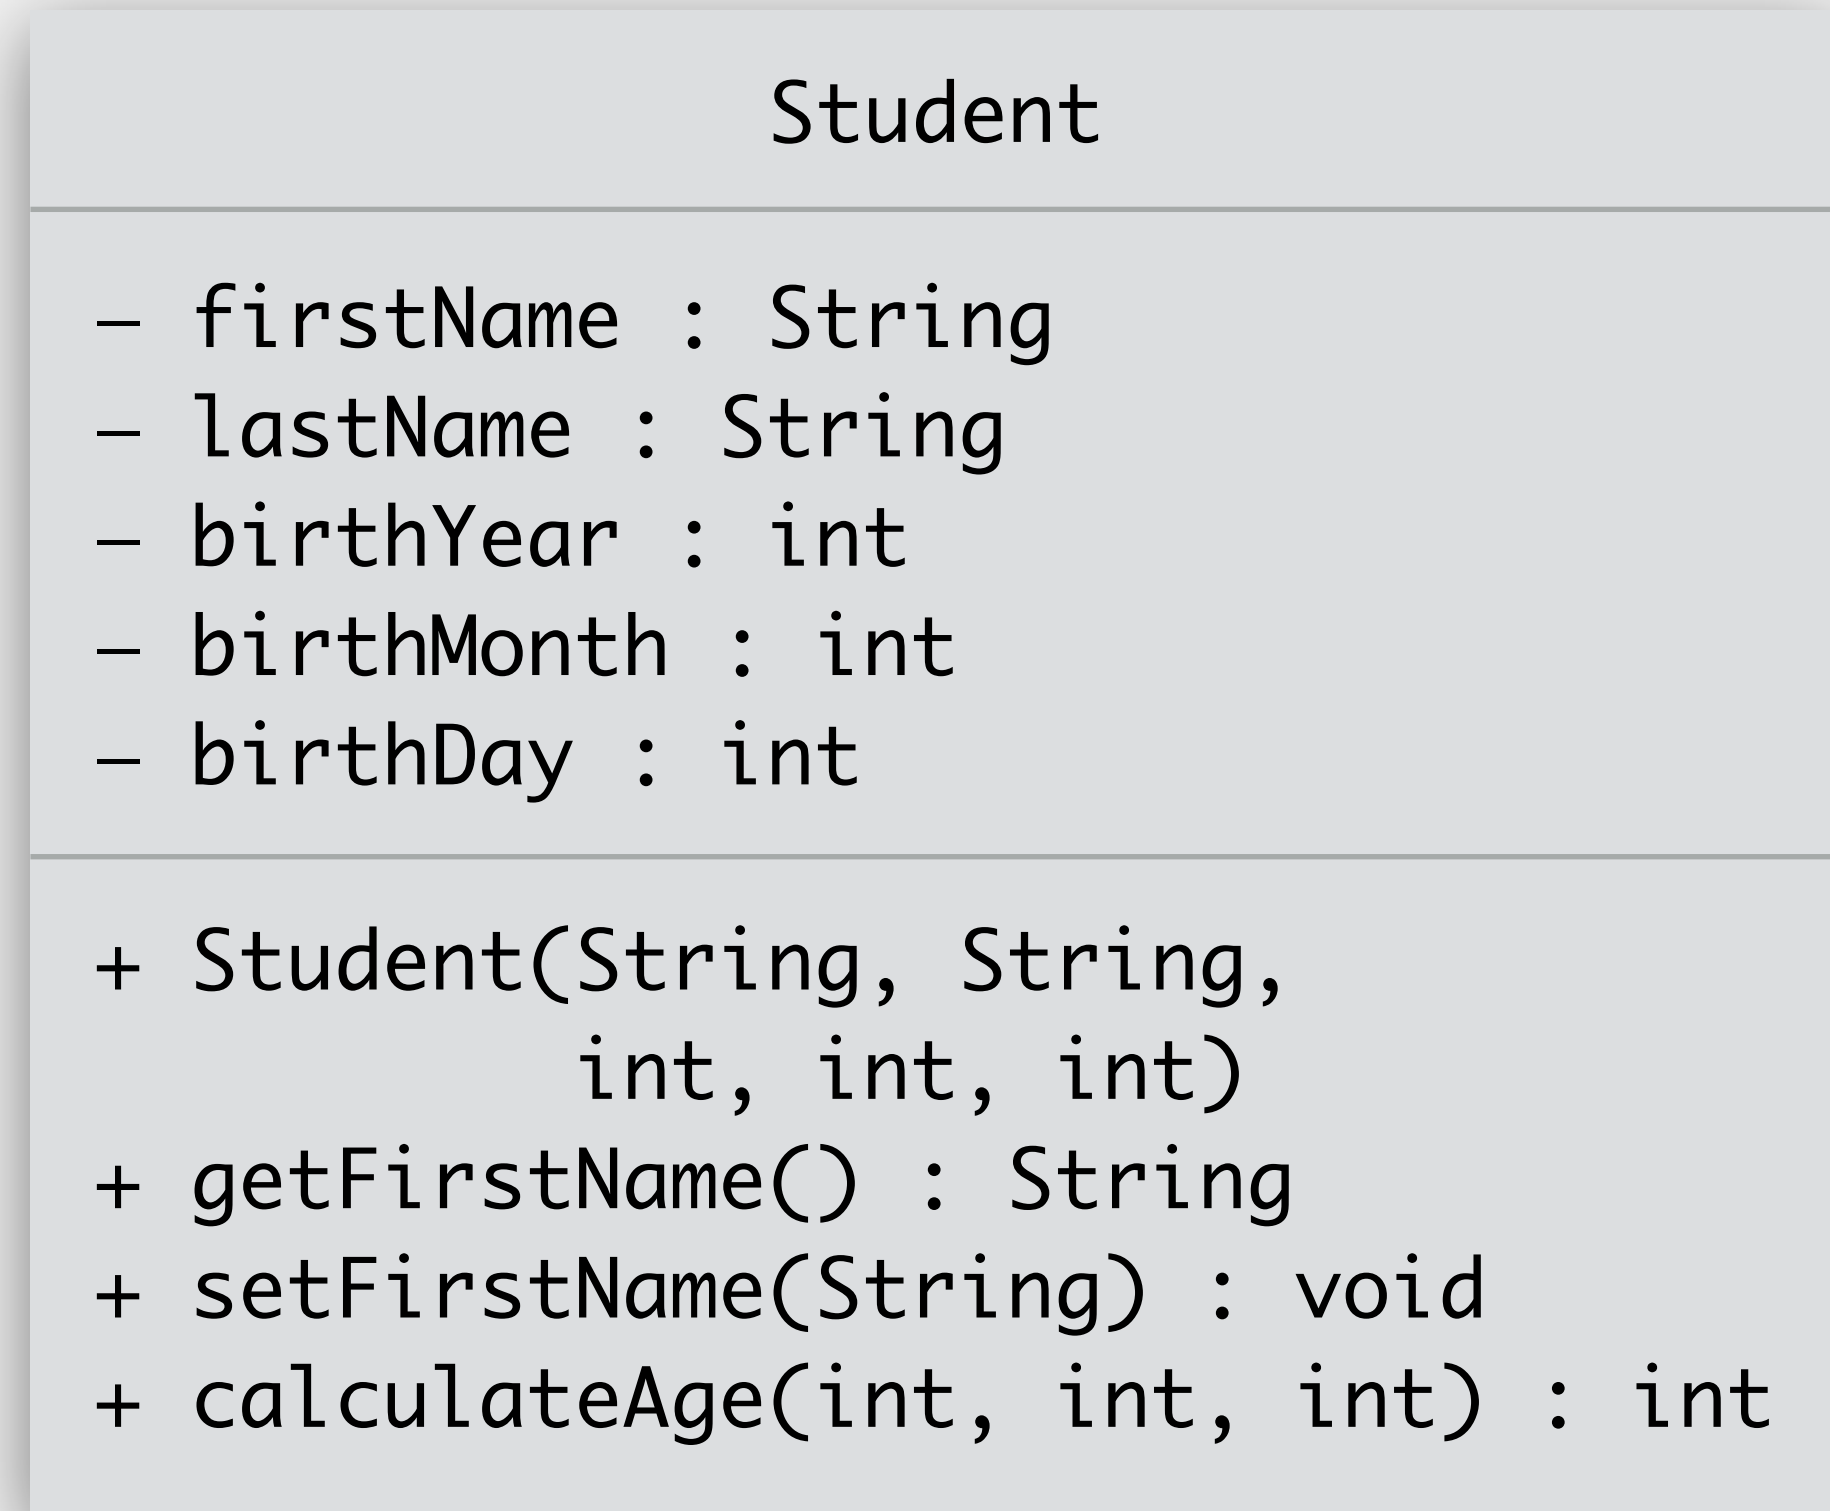 Student
– firstName : String
– lastName : String
– birthYear : int
– birthMonth : int
– birthDay : int
+ Student(String, String,
int, int, int)
+ getFirstName() : String
+ setFirstName(String) : void
+ calculateAge(int, int, int) : int